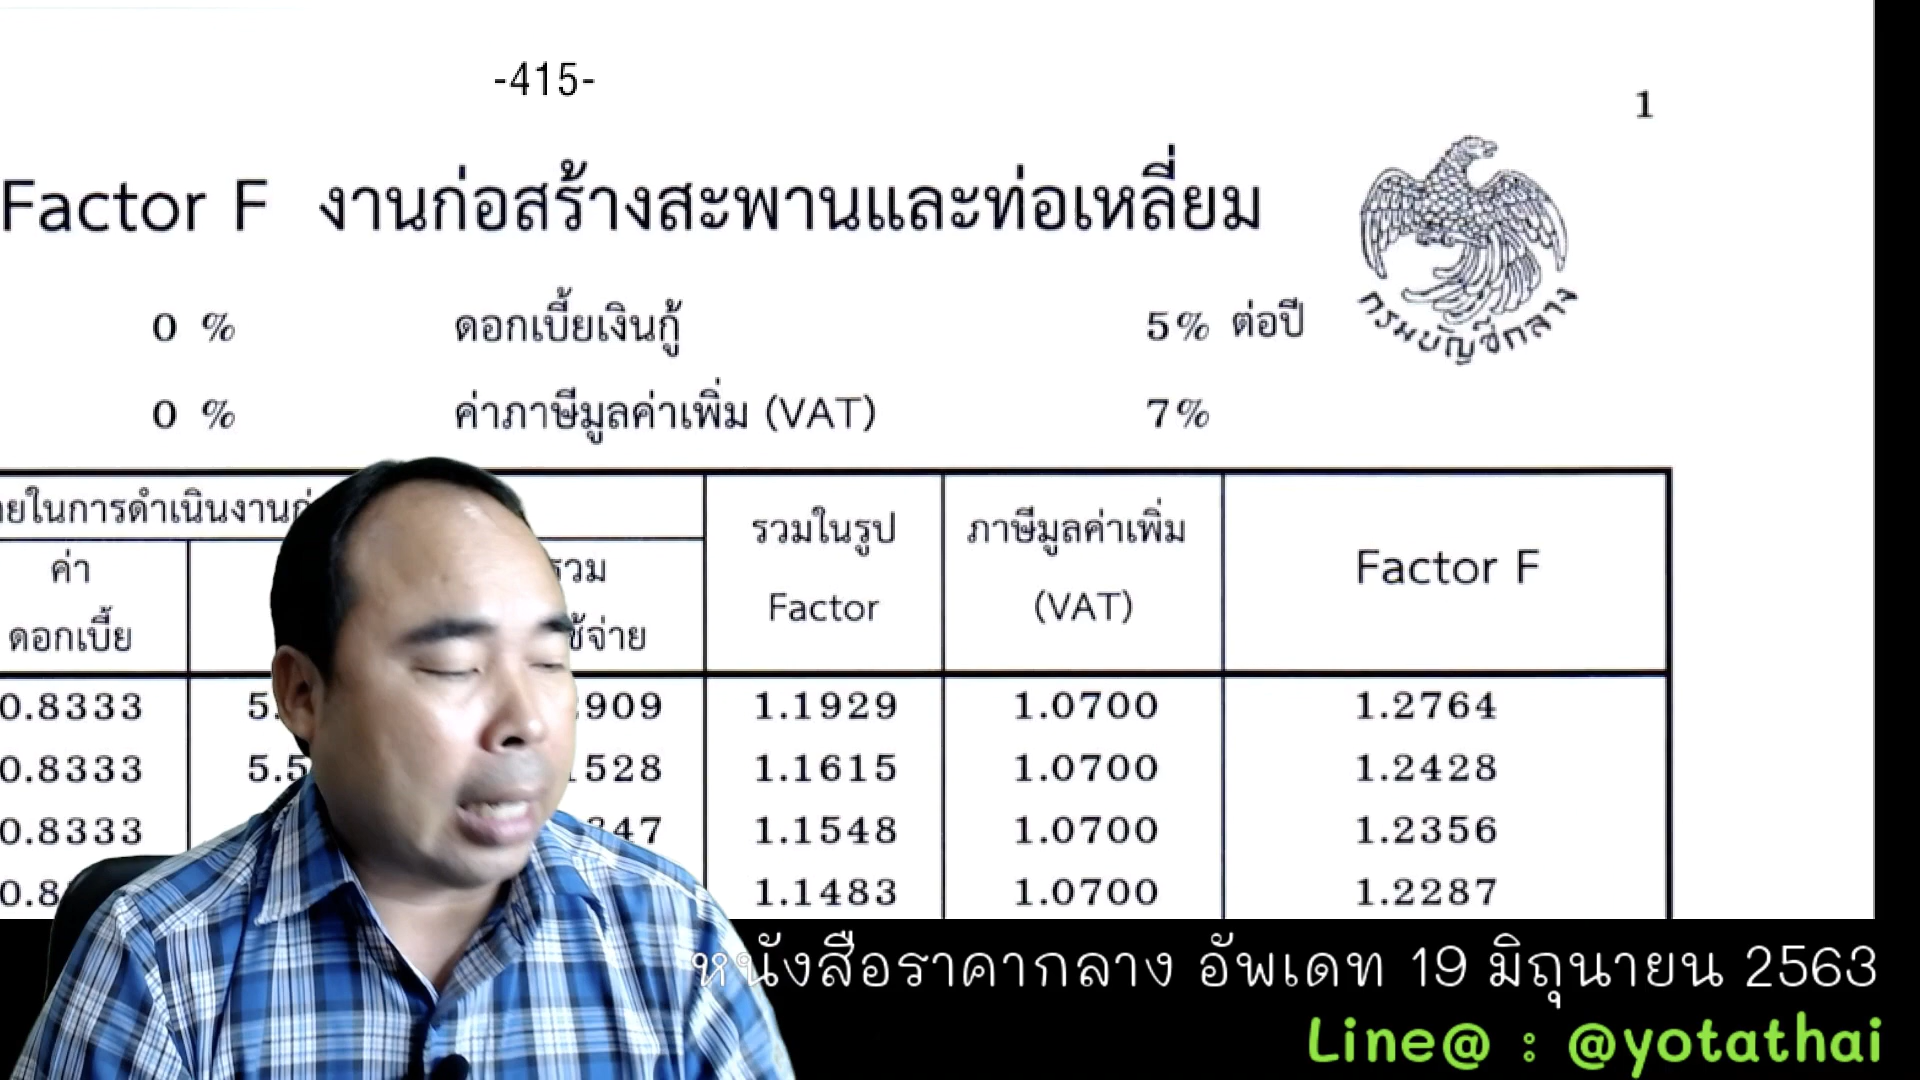 -415-
1
Factor F งานก่อสร้างสะพานและท่อเหลี่ยม
กรมบัญชีกลาง
0 % ดอกเบี้ยเงินกู้ 5% ต่อปี
0 % ค่าภาษีมูลค่าเพิ่ม (VAT) 7%
รวมในรูป ภาษีมูลค่าเพิ่ม
Factor F
ค่า
Factor (VAT)
ดอกเบี้ย
0.8333 1.1929 1.0700 1.2764
0.8333 1.1615 1.0700 1.2428
0.8333 1.1548 1.0700 1.2356
1.1483 1.0700 1.2287
หนังสือราคากลาง อัพเดท 19 มิถุนายน 2563
Line@ : @yotathai